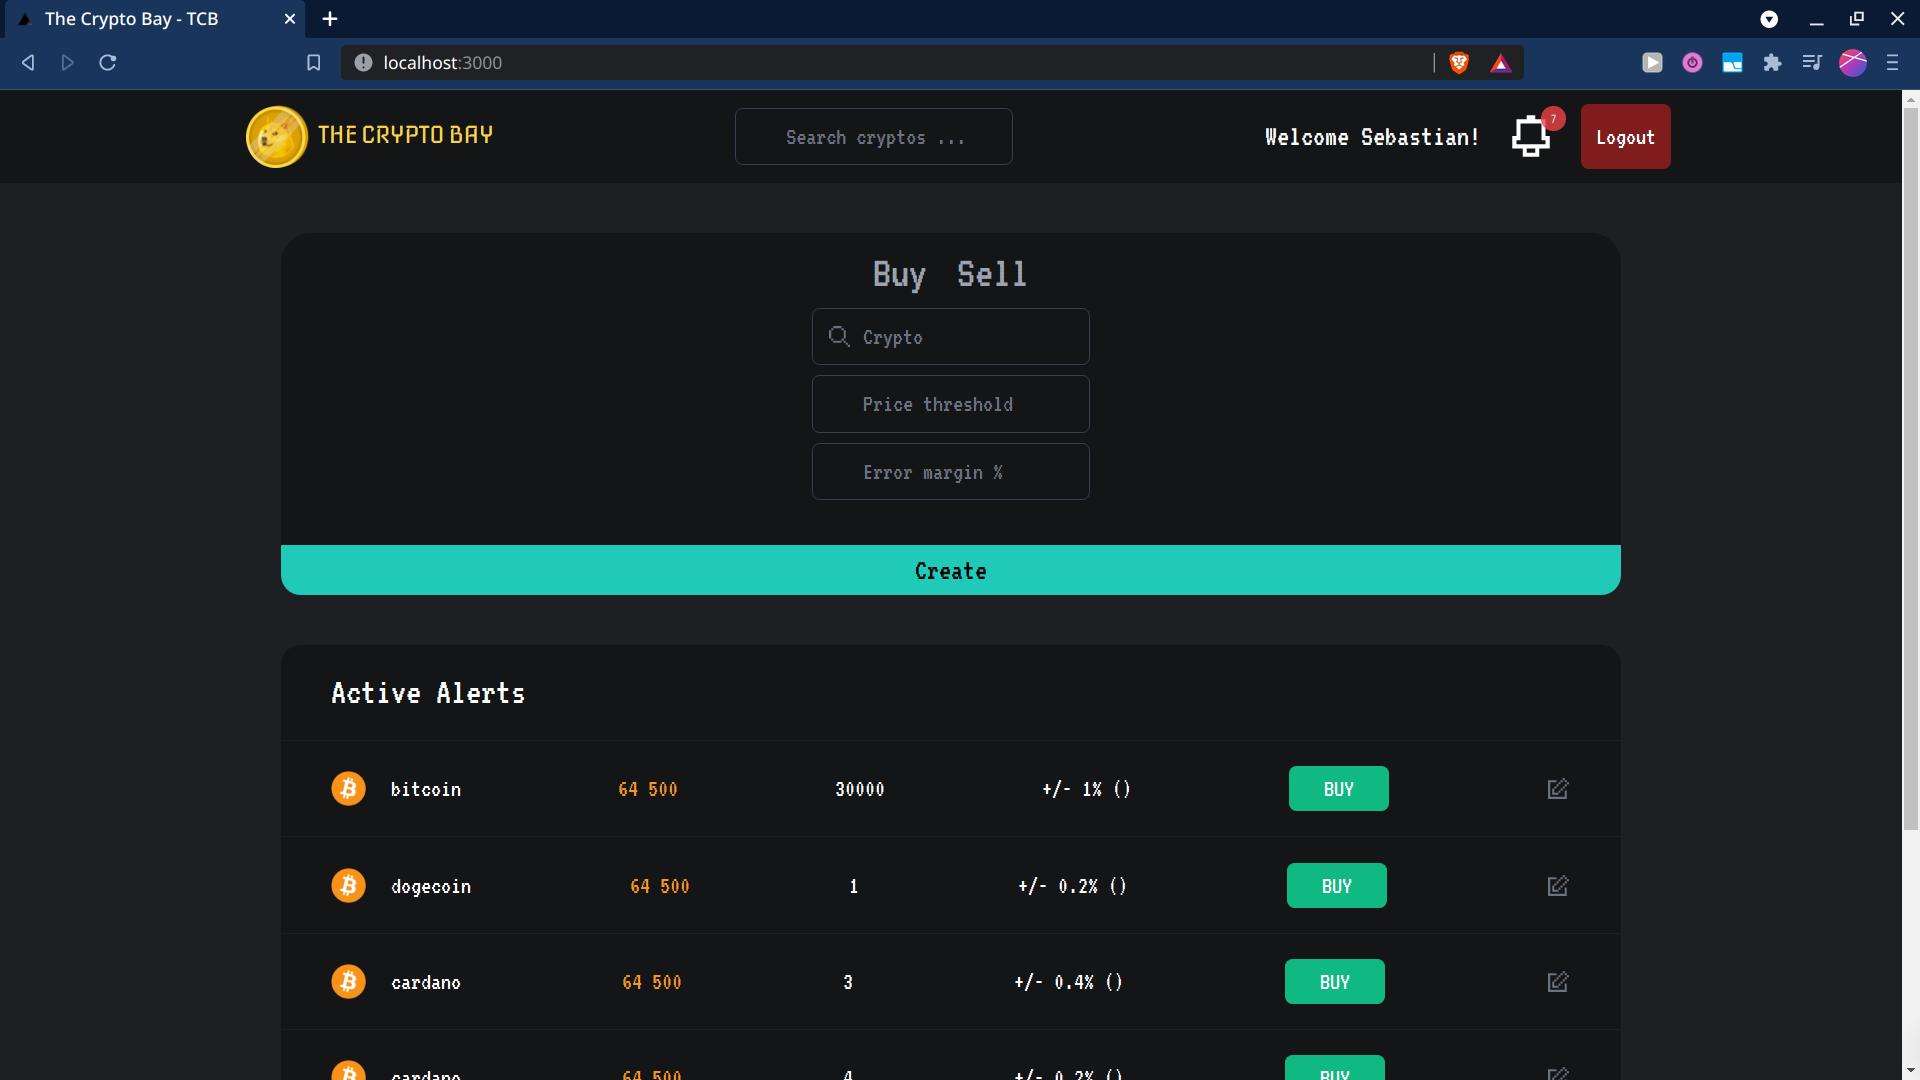 The Crypto Bay - TCB
localhost:3000
THE CRYPTO BAY
Search cryptos ...
Welcome Sebastian!
7
Logout
Buy Sell
Crypto
Price threshold
Error margin %
Create
Active Alerts
bitcoin 64 500 30000 +/- 1% () BUY
dogecoin 64 500 1 +/- 0.2% () BUY
cardano 64 500 3 +/- 0.4% () BUY
cardano 64 500 4 +/- 0.2% () BUY